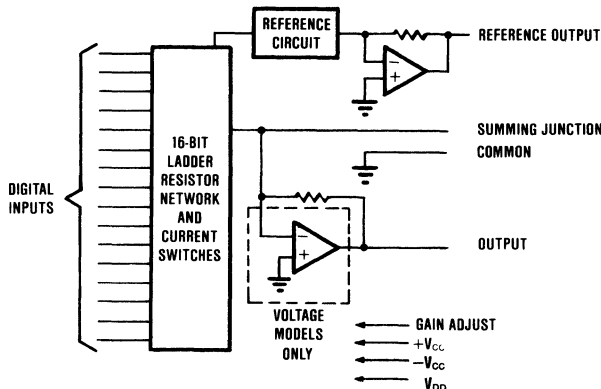 REFERENCE
CIRCUIT
REFERENCE OUTPUT
16-BIT
LADDER
RESISTOR
NETWORK
AND
CURRENT
SWITCHES
SUMMING JUNCTION
COMMON
DIGITAL
INPUTS
OUTPUT
VOLTAGE
MODELS
ONLY
GAIN ADJUST
+VCC
−VCC
VDD